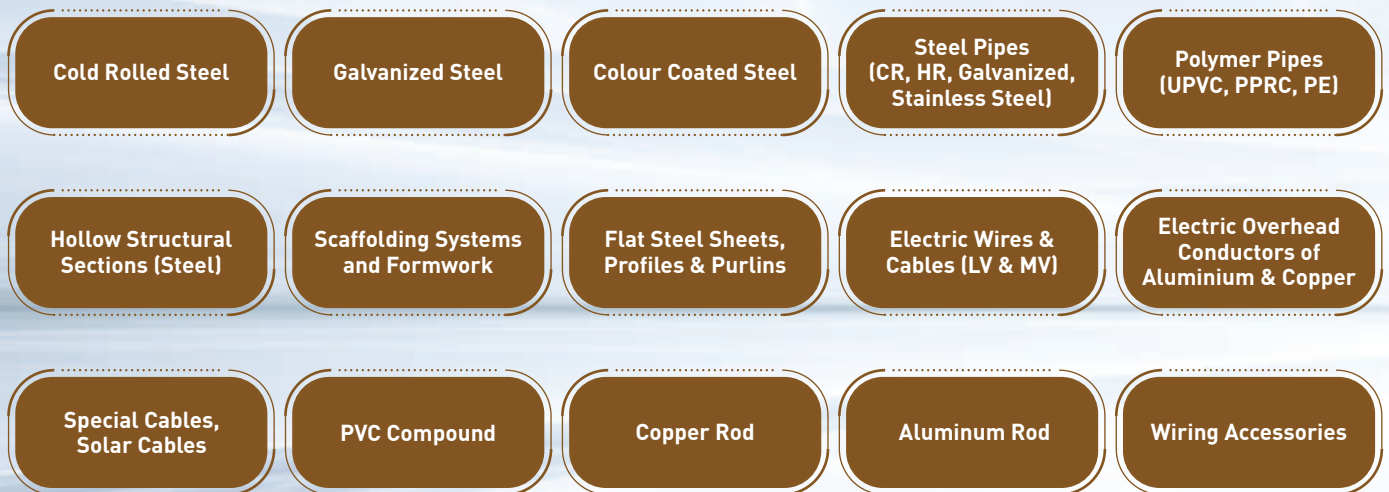 Cold Rolled Steel
Galvanized Steel
Colour Coated Steel
Steel Pipes
(CR, HR, Galvanized,
Stainless Steel)
Polymer Pipes
(UPVC, PPRC, PE)
Hollow Structural
Sections (Steel)
Scaffolding Systems
and Formwork
Flat Steel Sheets,
Profiles & Purlins
Electric Wires &
Cables (LV & MV)
Electric Overhead
Conductors of
Aluminium & Copper
Special Cables,
Solar Cables
PVC Compound
Copper Rod
Aluminum Rod
Wiring Accessories